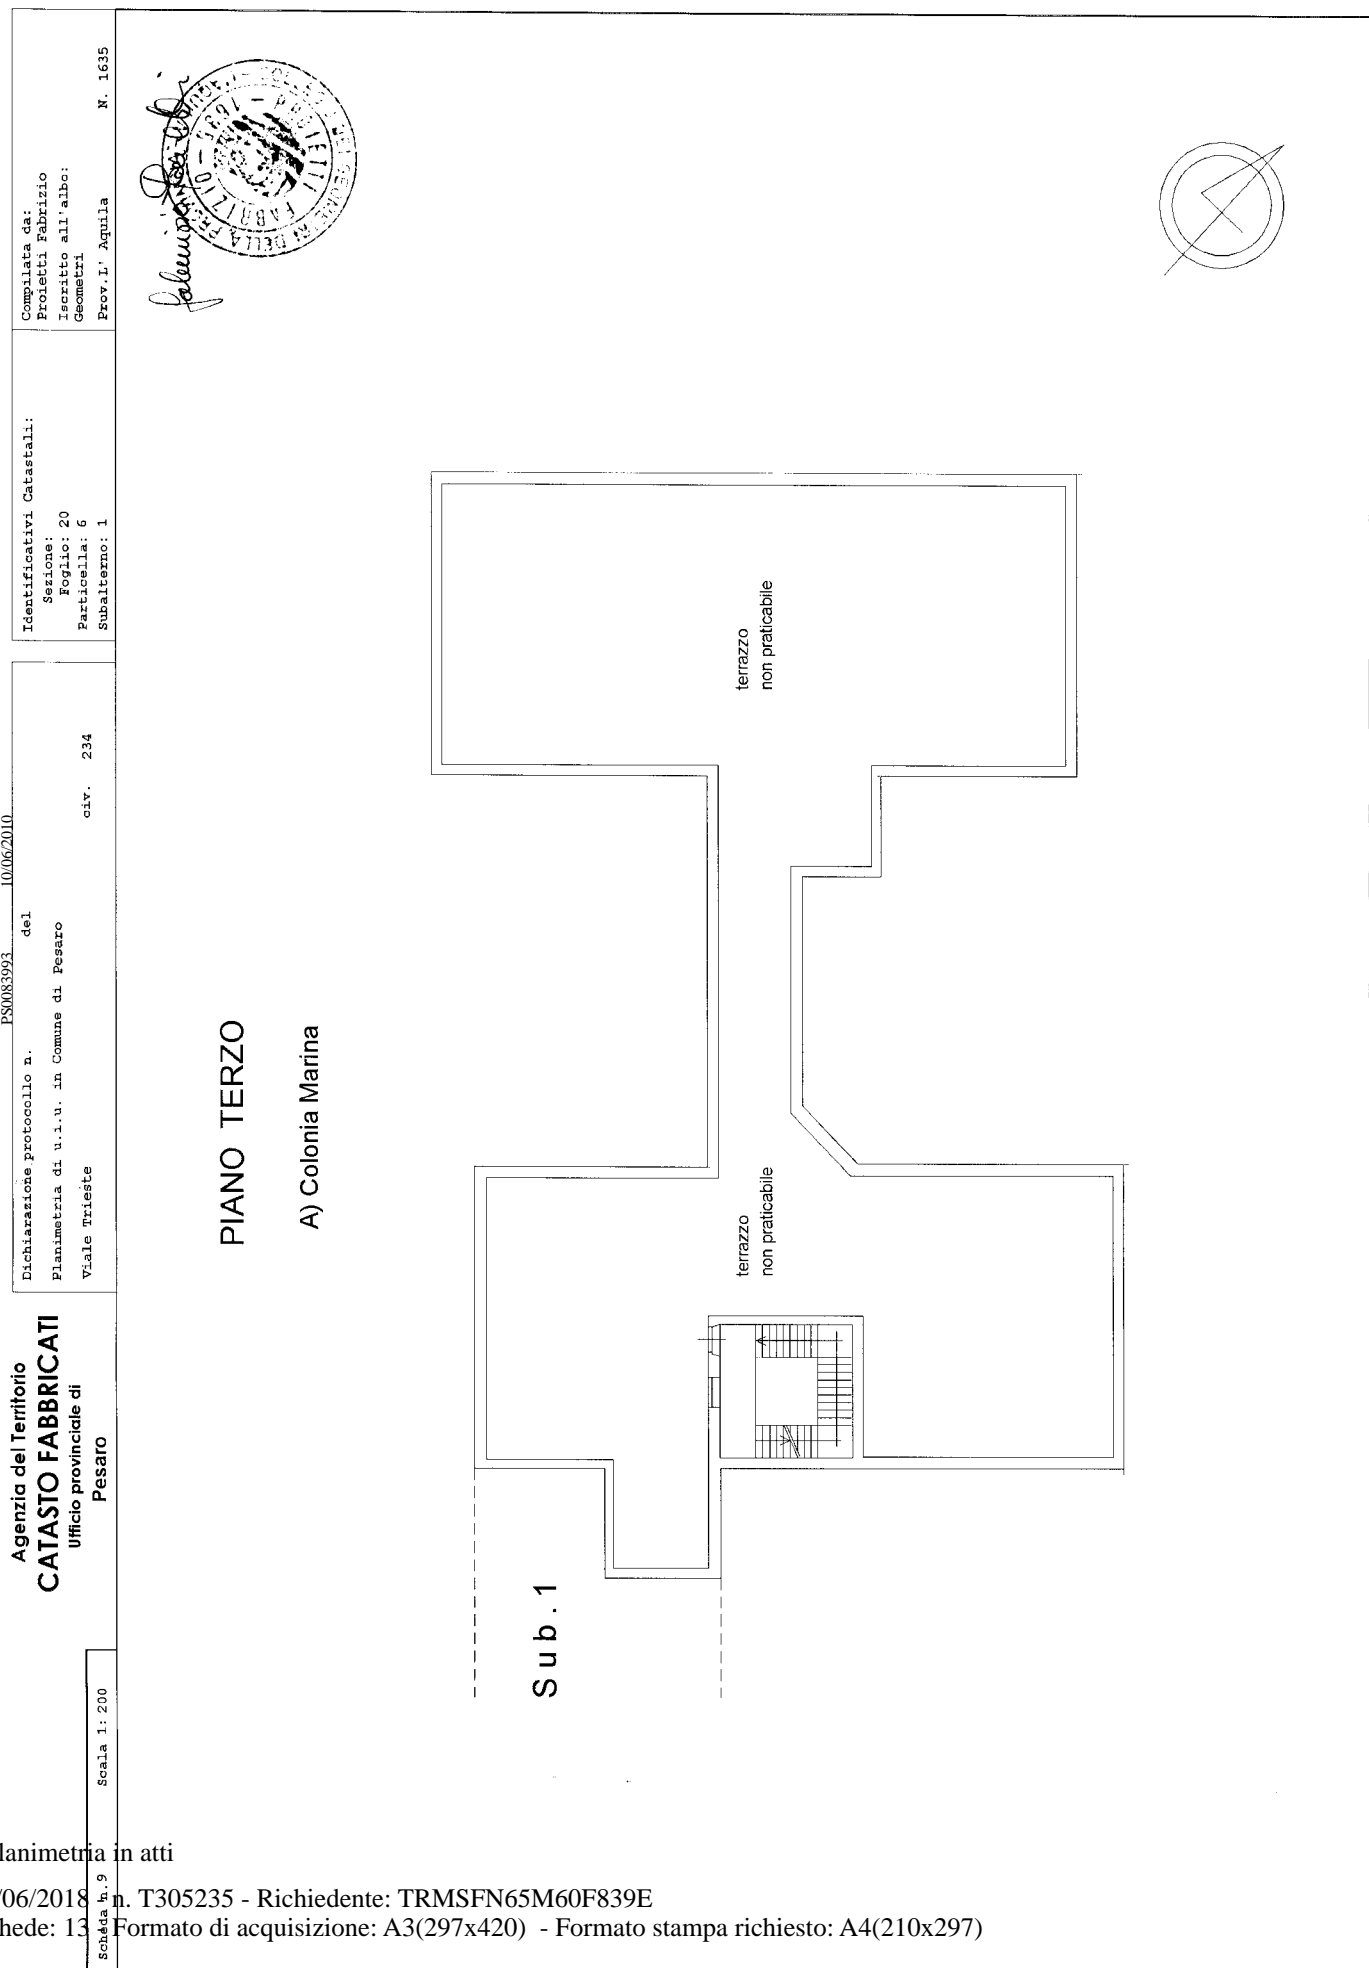 Agenzia del Territorio
CATASTO FABBRICATI
Ufficio provinciale di
Pesaro
Scheda n.9 Scala 1: 200
PS0083993 10/06/2010
Dichiarazione protocollo n. del
Planimetria di u.i.u. in Comune di Pesaro
Viale Trieste civ. 234
Identificativi Catastali:
Sezione:
Foglio: 20
Particella: 6
Subalterno: 1
Compilata da:
Proietti Fabrizio
Iscritto all'albo:
Geometri
Prov.L' Aquila N. 1635
PROIETTI FABRIZIO - 1635 -
DELLA
PIANO TERZO
A) Colonia Marina
terrazzo
non praticabile
terrazzo
non praticabile
Sub.1
lanimetria in atti
/06/2018 - n. T305235 - Richiedente: TRMSFN65M60F839E
hede: 13 - Formato di acquisizione: A3(297x420) - Formato stampa richiesto: A4(210x297)